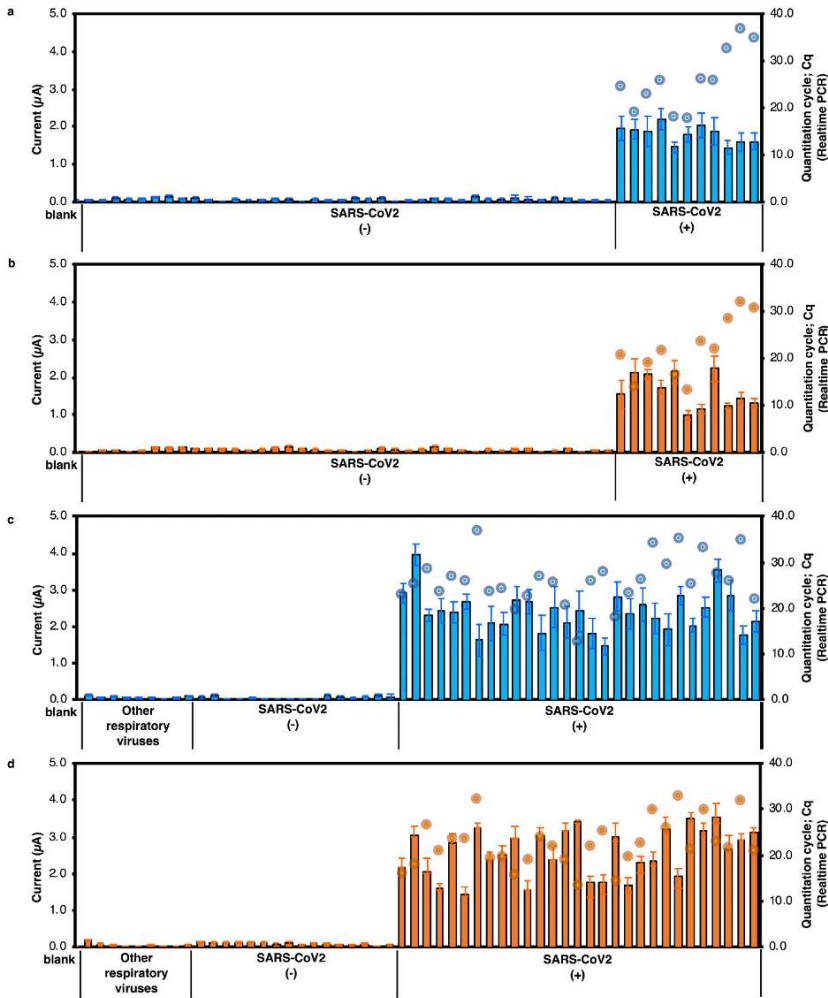 a
Current (µA)
5.0
4.0
3.0
2.0
1.0
0.0
40.0
30.0
20.0
10.0
0.0
Quantitation cycle; Cq
(Realtime PCR)
blank
SARS-CoV2
(-)
SARS-CoV2
(+)
b
Current (µA)
5.0
4.0
3.0
2.0
1.0
0.0
40.0
30.0
20.0
10.0
0.0
Quantitation cycle; Cq
(Realtime PCR)
blank
SARS-CoV2
(-)
SARS-CoV2
(+)
c
Current (µA)
5.0
4.0
3.0
2.0
1.0
0.0
40.0
30.0
20.0
10.0
0.0
Quantitation cycle; Cq
(Realtime PCR)
blank
Other
respiratory
viruses
SARS-CoV2
(-)
SARS-CoV2
(+)
d
Current (µA)
5.0
4.0
3.0
2.0
1.0
0.0
40.0
30.0
20.0
10.0
0.0
Quantitation cycle; Cq
(Realtime PCR)
blank
Other
respiratory
viruses
SARS-CoV2
(-)
SARS-CoV2
(+)